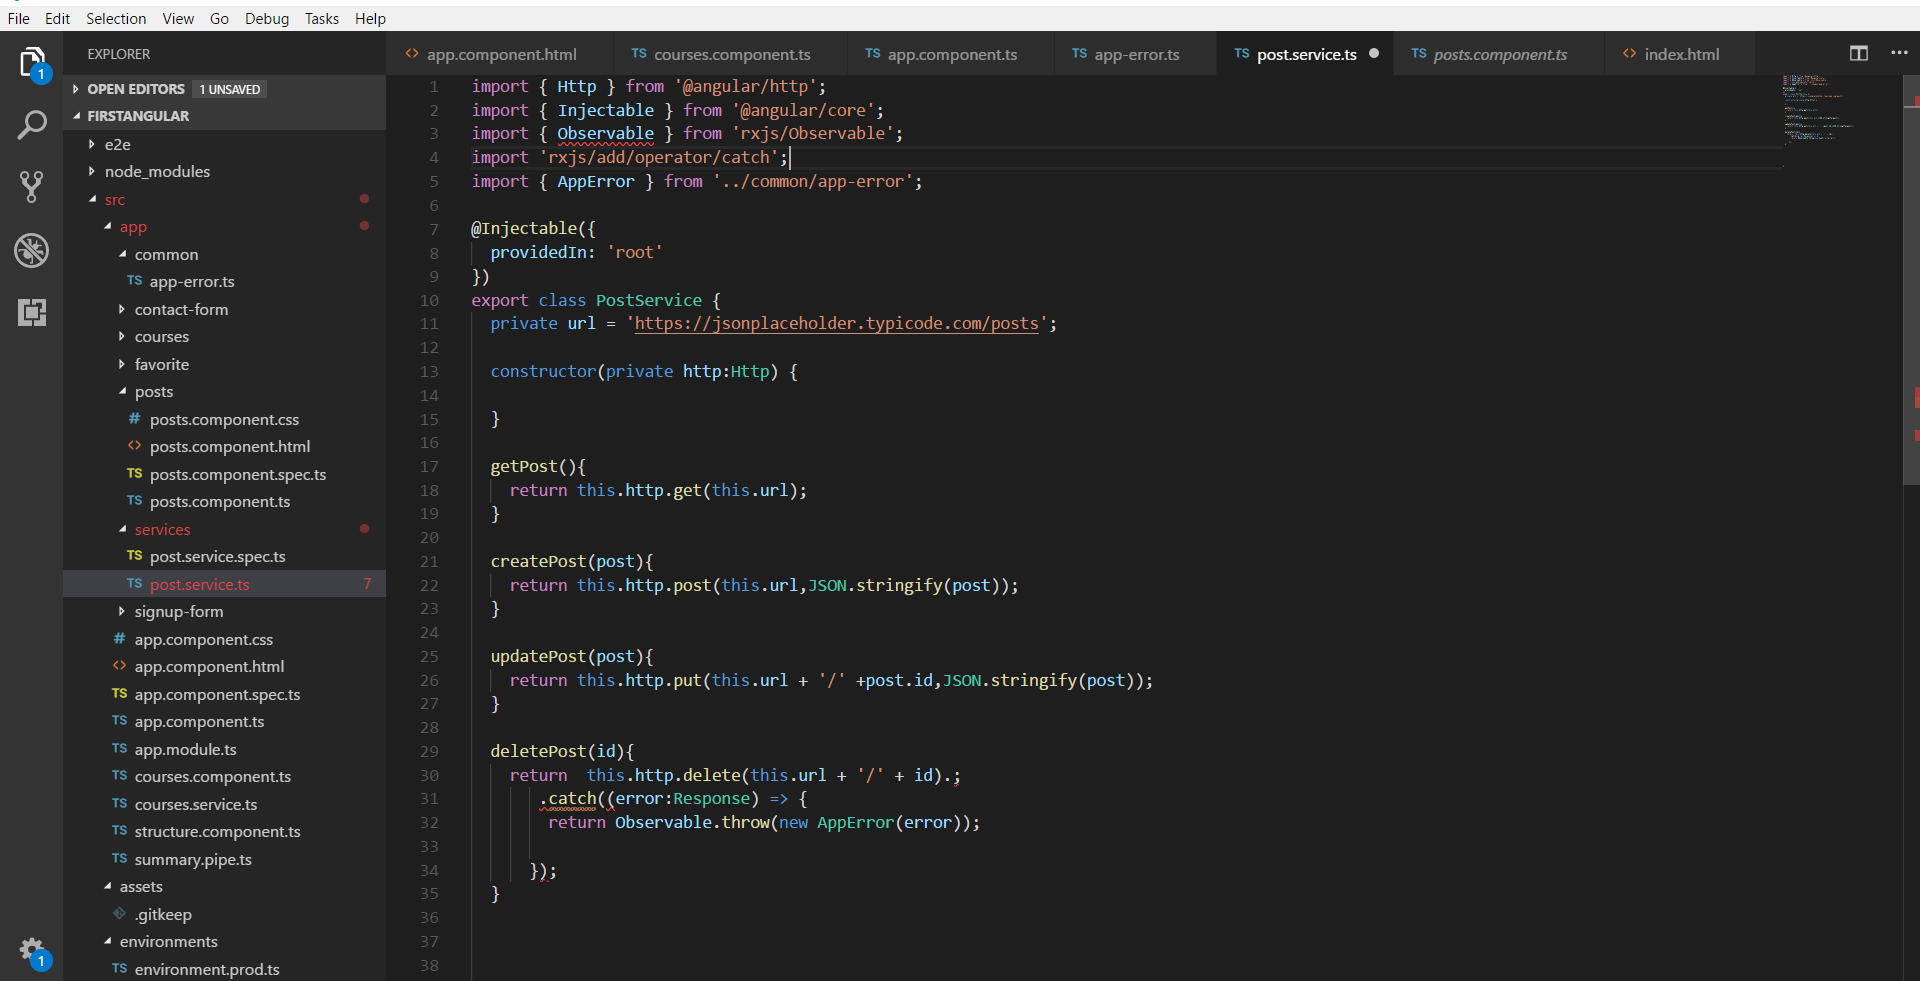 File Edit Selection View Go Debug Tasks Help
EXPLORER
OPEN EDITORS 1 UNSAVED
FIRSTANGULAR
e2e
node_modules
src
app
common
TS app-error.ts
contact-form
courses
favorite
posts
# posts.component.css
<> posts.component.html
TS posts.component.spec.ts
TS posts.component.ts
services
TS post.service.spec.ts
TS post.service.ts 7
signup-form
# app.component.css
<> app.component.html
TS app.component.spec.ts
TS app.component.ts
TS app.module.ts
TS courses.component.ts
TS courses.service.ts
TS structure.component.ts
TS summary.pipe.ts
assets
.gitkeep
environments
TS environment.prod.ts
1
1
<> app.component.html TS courses.component.ts TS app.component.ts TS app-error.ts TS post.service.ts TS posts.component.ts <> index.html
1 import { Http } from '@angular/http';
2 import { Injectable } from '@angular/core';
3 import { Observable } from 'rxjs/Observable';
4 import 'rxjs/add/operator/catch';
5 import { AppError } from '../common/app-error';
6
7 @Injectable({
8 providedIn: 'root'
9 })
10 export class PostService {
11 private url = 'https://jsonplaceholder.typicode.com/posts';
12
13 constructor(private http:Http) {
14
15 }
16
17 getPost(){
18 return this.http.get(this.url);
19 }
20
21 createPost(post){
22 return this.http.post(this.url,JSON.stringify(post));
23 }
24
25 updatePost(post){
26 return this.http.put(this.url + '/' +post.id,JSON.stringify(post));
27 }
28
29 deletePost(id){
30 return  this.http.delete(this.url + '/' + id).;
31 .catch((error:Response) => {
32 return Observable.throw(new AppError(error));
33
34 });
35 }
36
37
38